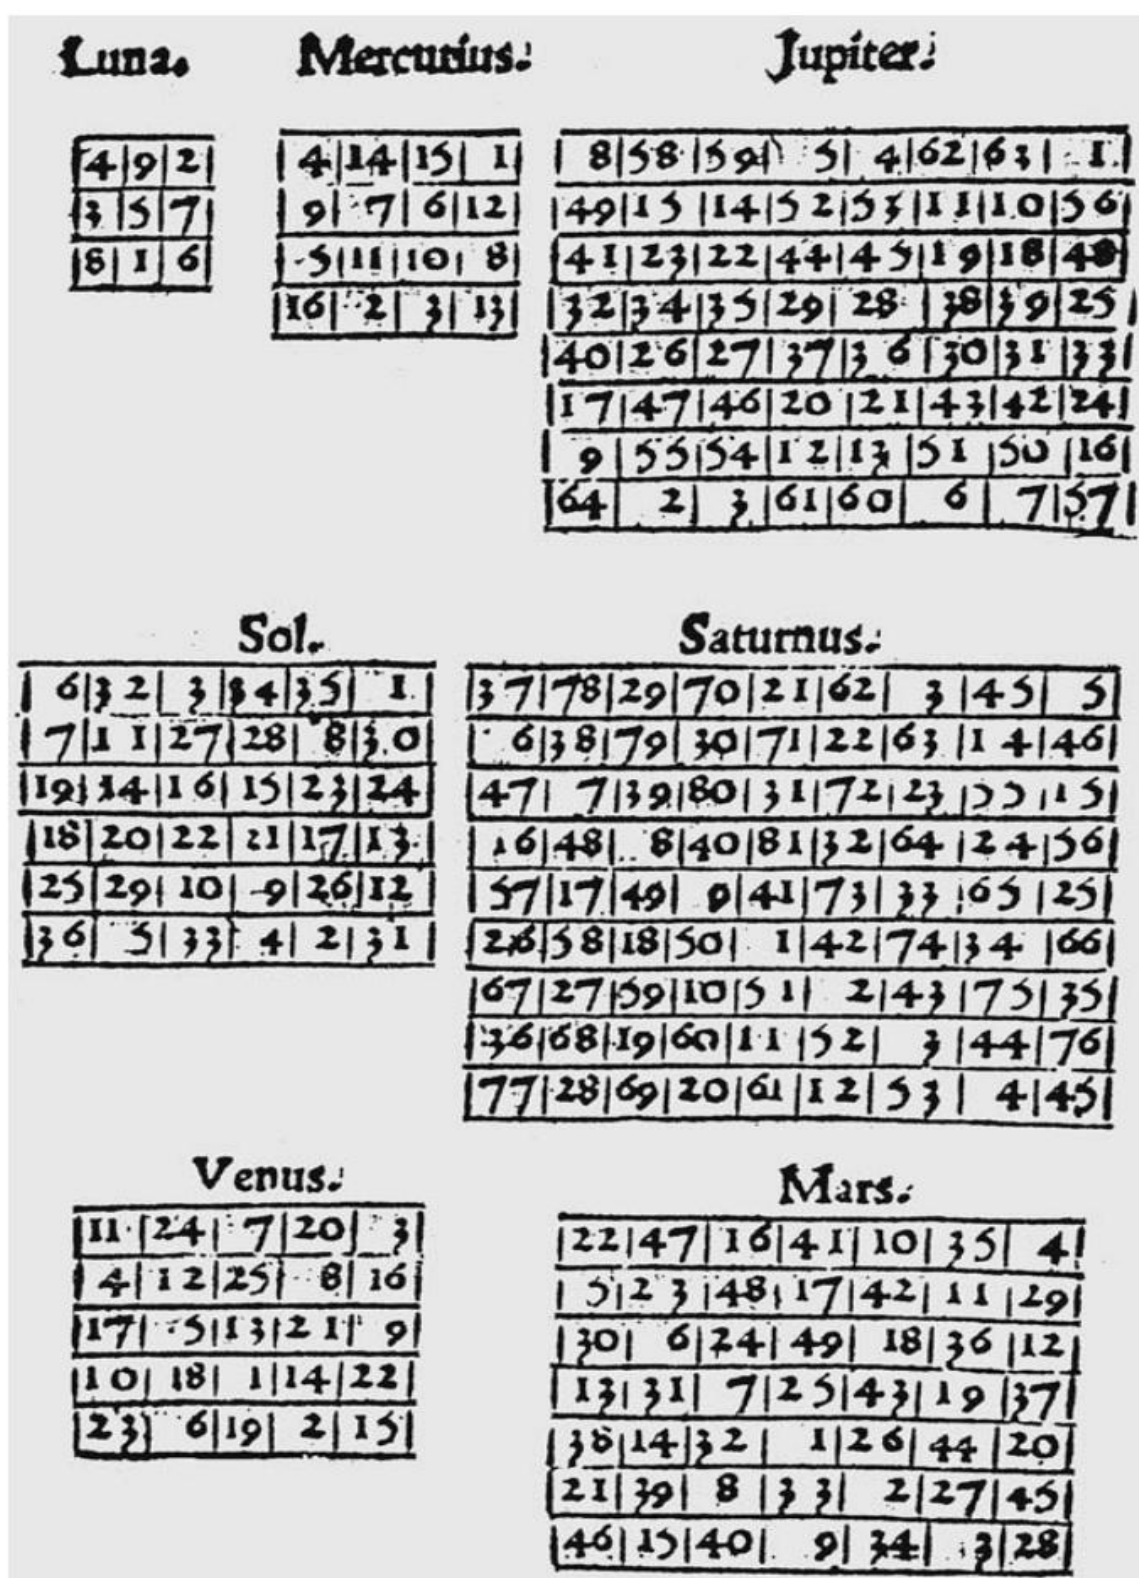 Luna.
4 9 2
3 5 7
8 1 6
Mercurius.
4 14 15 1
9 7 6 12
5 11 10 8
16 2 3 13
Jupiter.
8 58 59 5 4 62 63 1
49 15 14 52 53 11 10 56
41 23 22 44 45 19 18 48
32 34 35 29 28 38 39 25
40 26 27 37 36 30 31 33
17 47 46 20 21 43 42 24
9 55 54 12 13 51 50 16
64 2 3 61 60 6 7 57
Sol.
6 32 3 34 35 1
7 11 27 28 8 30
19 14 16 15 23 24
18 20 22 21 17 13
25 29 10 9 26 12
36 5 33 4 2 31
Saturnus.
37 78 29 70 21 62 3 45 5
6 38 79 30 71 22 63 14 46
47 7 39 80 31 72 23 55 15
16 48 8 40 81 32 64 24 56
57 17 49 9 41 73 33 65 25
26 58 18 50 1 42 74 34 66
67 27 59 10 51 2 43 75 35
36 68 19 60 11 52 3 44 76
77 28 69 20 61 12 53 4 45
Venus.
11 24 7 20 3
4 12 25 8 16
17 5 13 21 9
10 18 1 14 22
23 6 19 2 15
Mars.
22 47 16 41 10 35 4
5 23 48 17 42 11 29
30 6 24 49 18 36 12
13 31 7 25 43 19 37
38 14 32 1 26 44 20
21 39 8 33 2 27 45
46 15 40 9 34 3 28